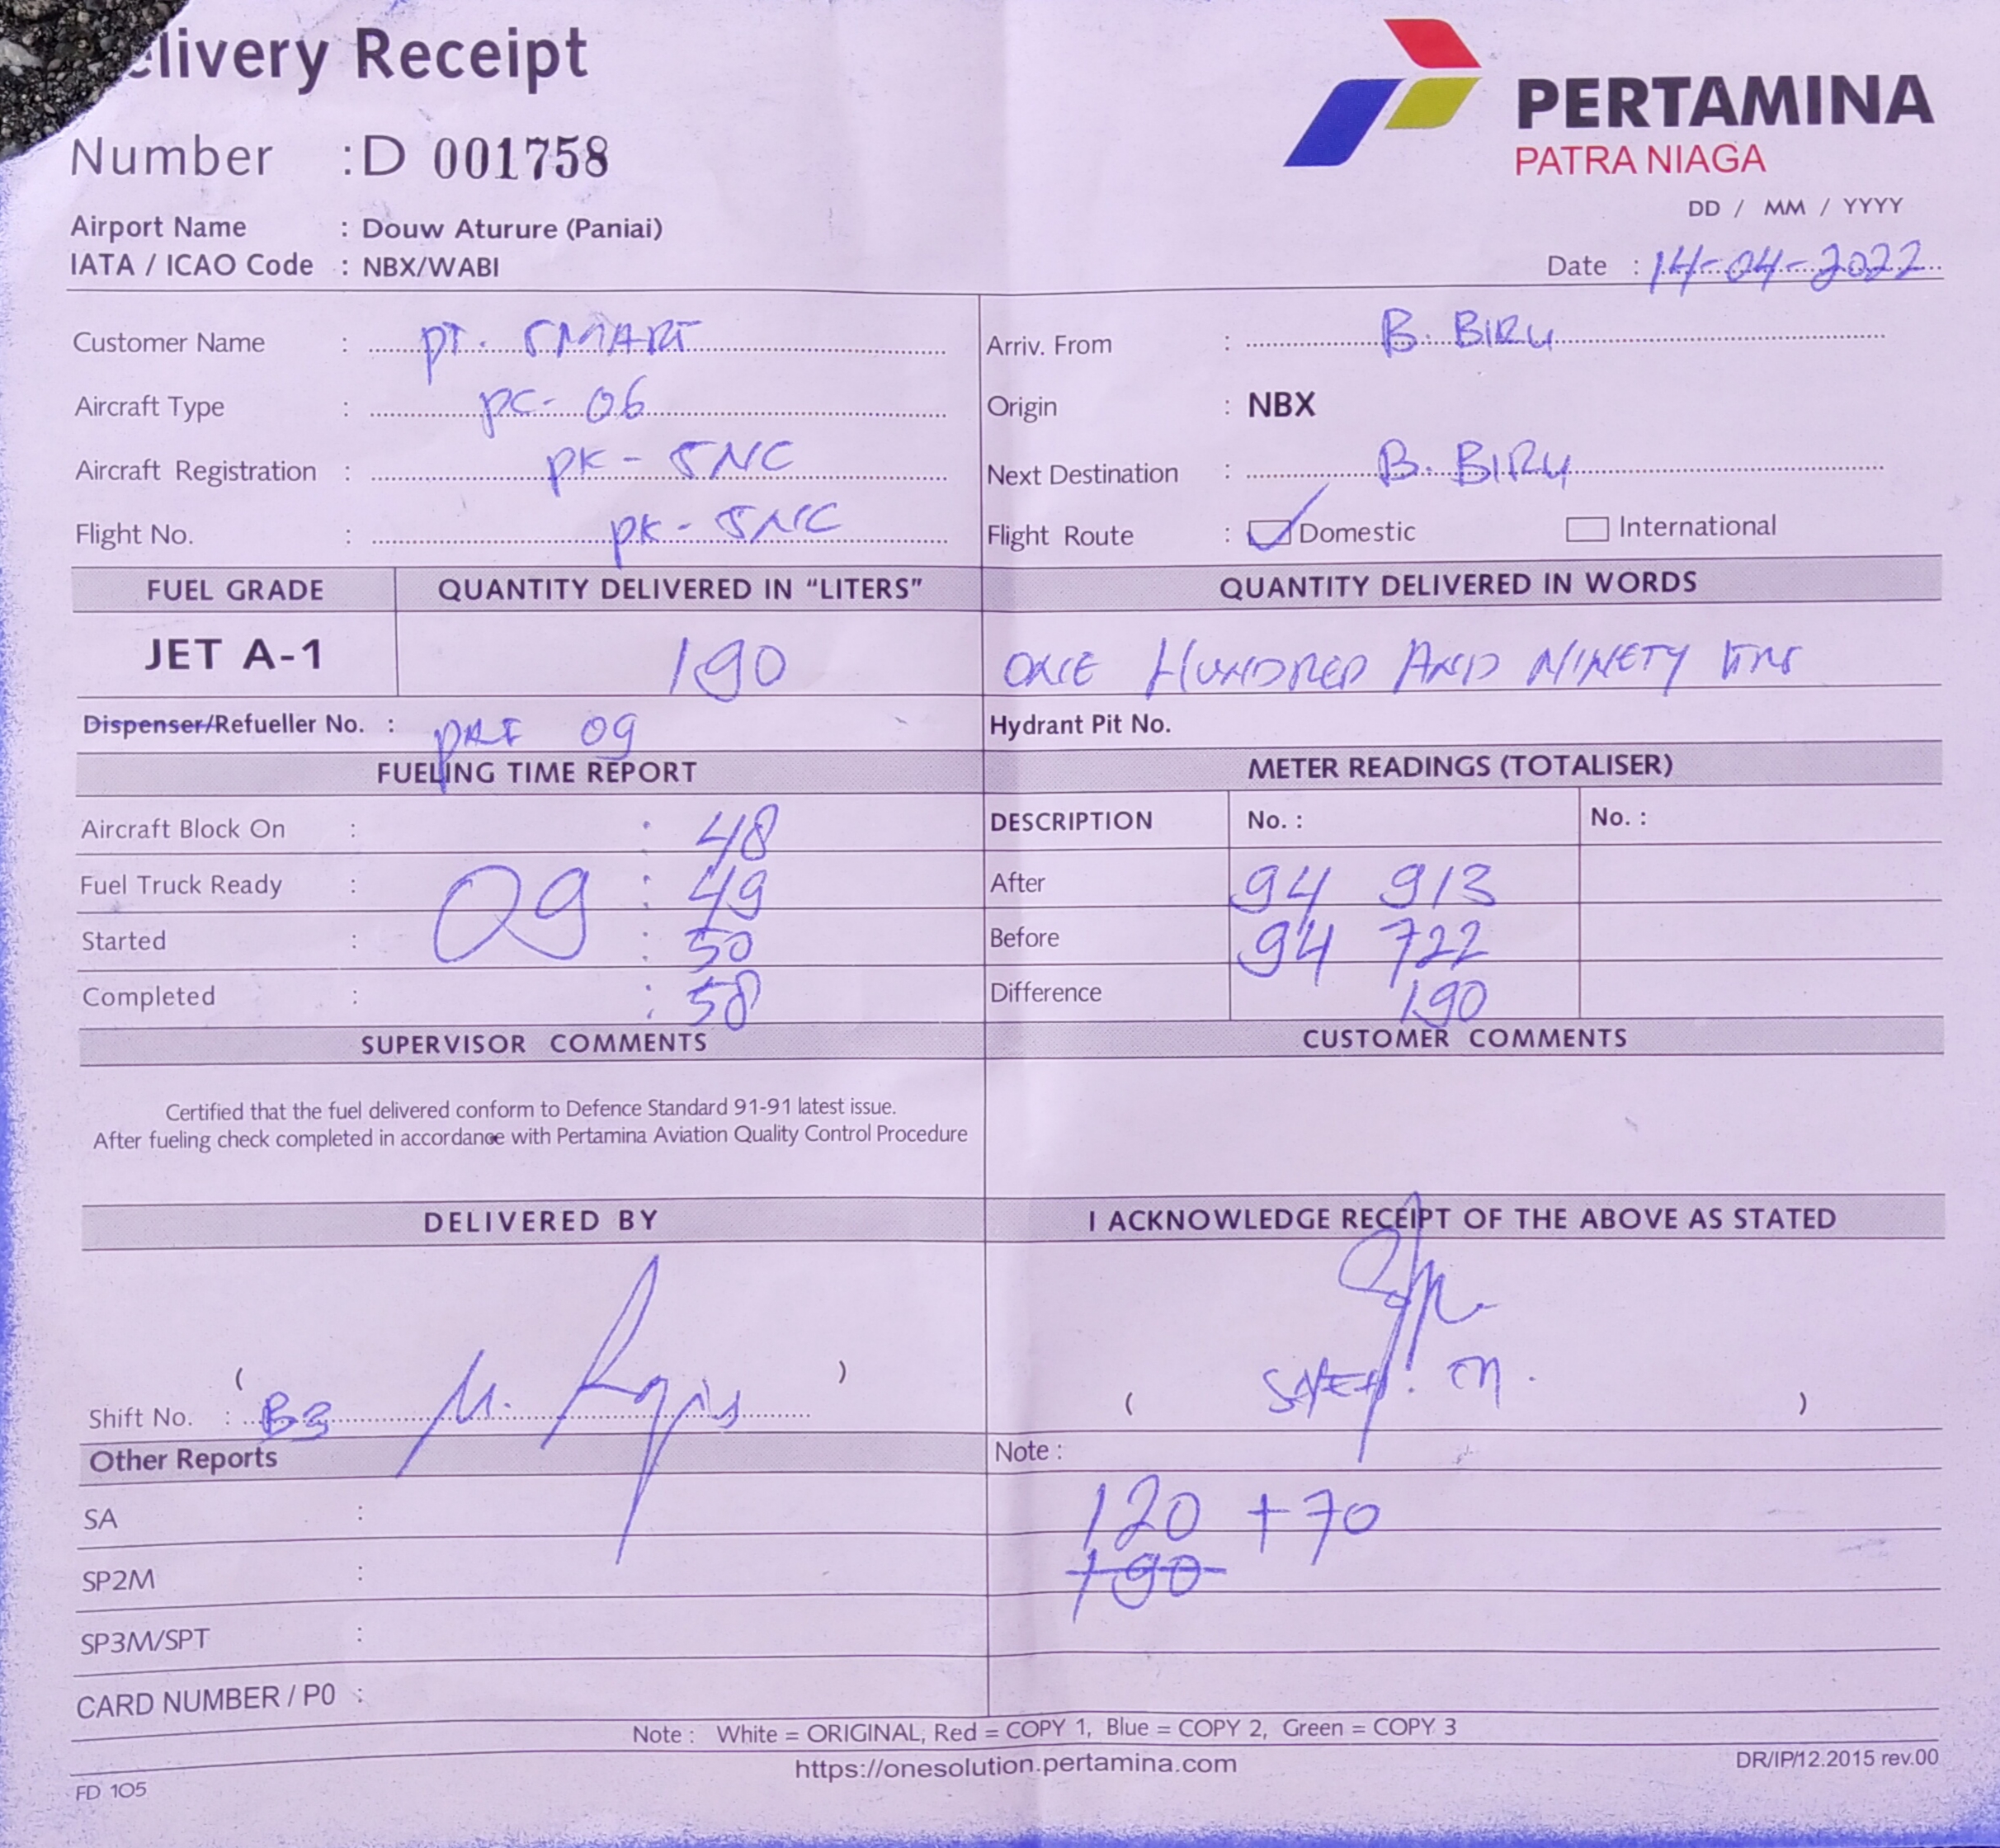 livery Receipt
PERTAMINA
PATRA NIAGA
Number : D 001758
DD / MM / YYYY
Airport Name : Douw Aturure (Paniai)
IATA / ICAO Code : NBX/WABI
Date : 14-04-2022
Customer Name : PT. SMART
Arriv. From : B. BIRU
Aircraft Type : PC-06
Origin : NBX
Aircraft Registration : PK-SNC
Next Destination : B. BIRU
Flight No. : PK-SNC
Flight Route : Domestic International
FUEL GRADE QUANTITY DELIVERED IN “LITERS” QUANTITY DELIVERED IN WORDS
JET A-1 190 ONE HUNDRED AND NINETY
Dispenser/Refueller No. : 09
Hydrant Pit No.
FUELING TIME REPORT METER READINGS (TOTALISER)
Aircraft Block On : : 48
DESCRIPTION No. : No. :
Fuel Truck Ready : 09 : 49
After 94 913
Started : : 50
Before 94 722
Completed : : 58
Difference 190
SUPERVISOR COMMENTS CUSTOMER COMMENTS
Certified that the fuel delivered conform to Defence Standard 91-91 latest issue.
After fueling check completed in accordance with Pertamina Aviation Quality Control Procedure
DELIVERED BY I ACKNOWLEDGE RECEIPT OF THE ABOVE AS STATED
( ) ( )
Shift No. : B3
Other Reports Note :
SA : 120 + 70
SP2M : 190
SP3M/SPT :
CARD NUMBER / P0 :
Note : White = ORIGINAL, Red = COPY 1, Blue = COPY 2, Green = COPY 3
https://onesolution.pertamina.com
DR/IP/12.2015 rev.00
FD 105